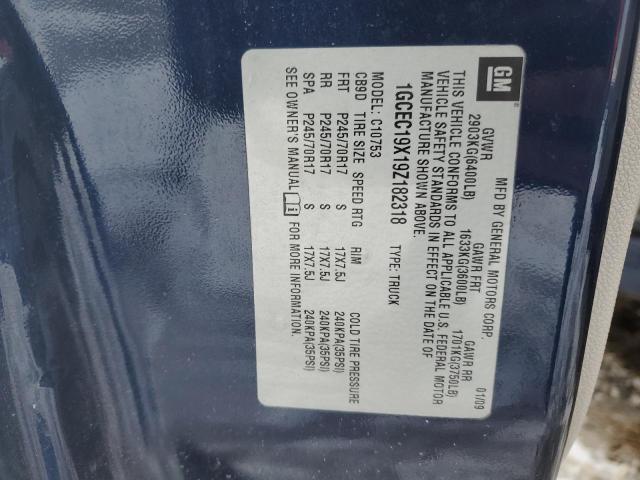 GM
MFD BY GENERAL MOTORS CORP. 01/09
GVWR GAWR FRT GAWR RR
2903KG(6400LB) 1633KG(3600LB) 1701KG(3750LB)
THIS VEHICLE CONFORMS TO ALL APPLICABLE U.S. FEDERAL MOTOR
VEHICLE SAFETY STANDARDS IN EFFECT ON THE DATE OF
MANUFACTURE SHOWN ABOVE.
1GCEC19X19Z182318 TYPE: TRUCK
MODEL: C10753
CB9D TIRE SIZE SPEED RTG RIM COLD TIRE PRESSURE
FRT P245/70R17 S 17X7.5J 240KPA(35PSI)
RR P245/70R17 S 17X7.5J 240KPA(35PSI)
SPA P245/70R17 S 17X7.5J 240KPA(35PSI)
SEE OWNER'S MANUAL i FOR MORE INFORMATION.